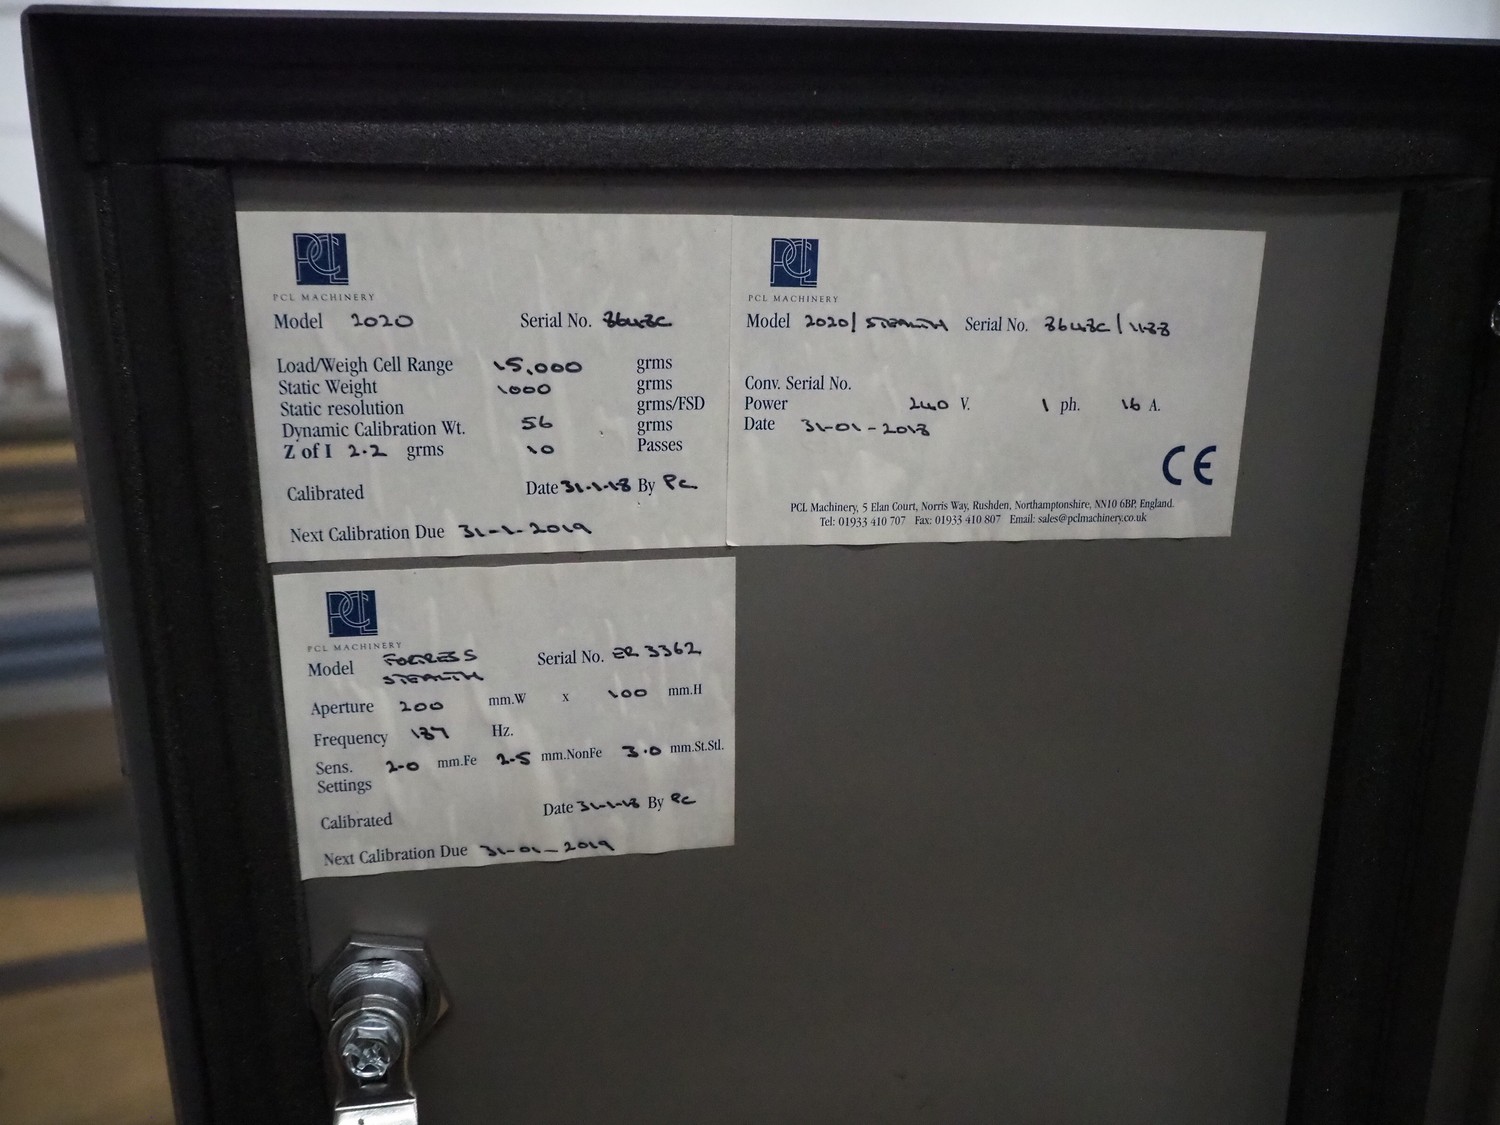 PCL
PCL MACHINERY
Model 2020 Serial No. 3643C
Load/Weigh Cell Range 15,000 grms
Static Weight 1000 grms
Static resolution grms/FSD
Dynamic Calibration Wt. 56 grms
Z of I 2.2 grms 10 Passes
Calibrated Date 31-1-18 By PC
Next Calibration Due 31-1-2019
PCL
PCL MACHINERY
Model 2020/STEALTH Serial No.
Conv. Serial No.
Power 240 V. 1 ph. 16 A.
Date 31-01-2018
CE
PCL Machinery, 5 Elan Court, Norris Way, Rushden, Northamptonshire, NN10 6BP, England.
Tel: 01933 410 707 Fax: 01933 410 807 Email: sales@pclmachinery.co.uk
PCL
PCL MACHINERY
Model STEALTH Serial No. ER 3362
Aperture 200 mm.W x 100 mm.H
Frequency Hz.
Sens. 2.0 mm.Fe 2.5 mm.NonFe 3.0 mm.St.Stl.
Settings
Calibrated Date 31-1-18 By PC
Next Calibration Due 31-01-2019